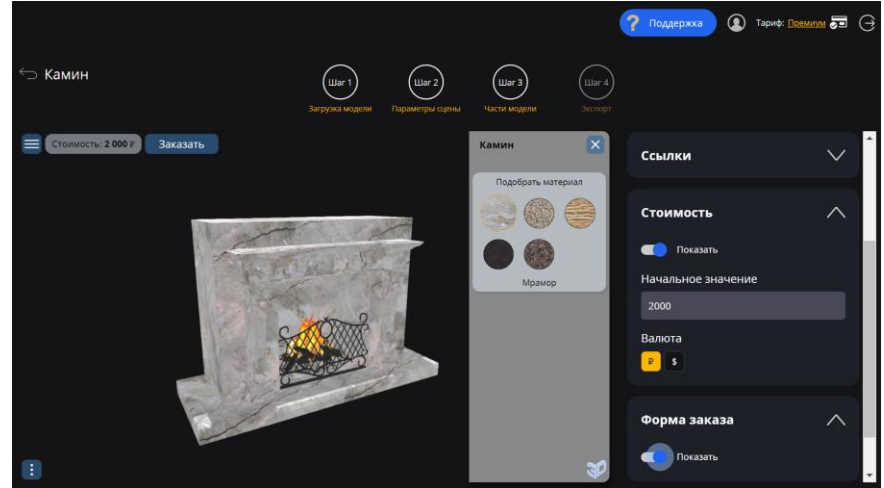 ? Поддержка
Тариф: Премиум
Камин
Шаг 1
Загрузка модели
Шаг 2
Параметры сцены
Шаг 3
Части модели
Шаг 4
Экспорт
Стоимость: 2 000 ₽
Заказать
Камин
Подобрать материал
Мрамор
3D
Ссылки
Стоимость
Показать
Начальное значение
2000
Валюта
₽ $
Форма заказа
Показать